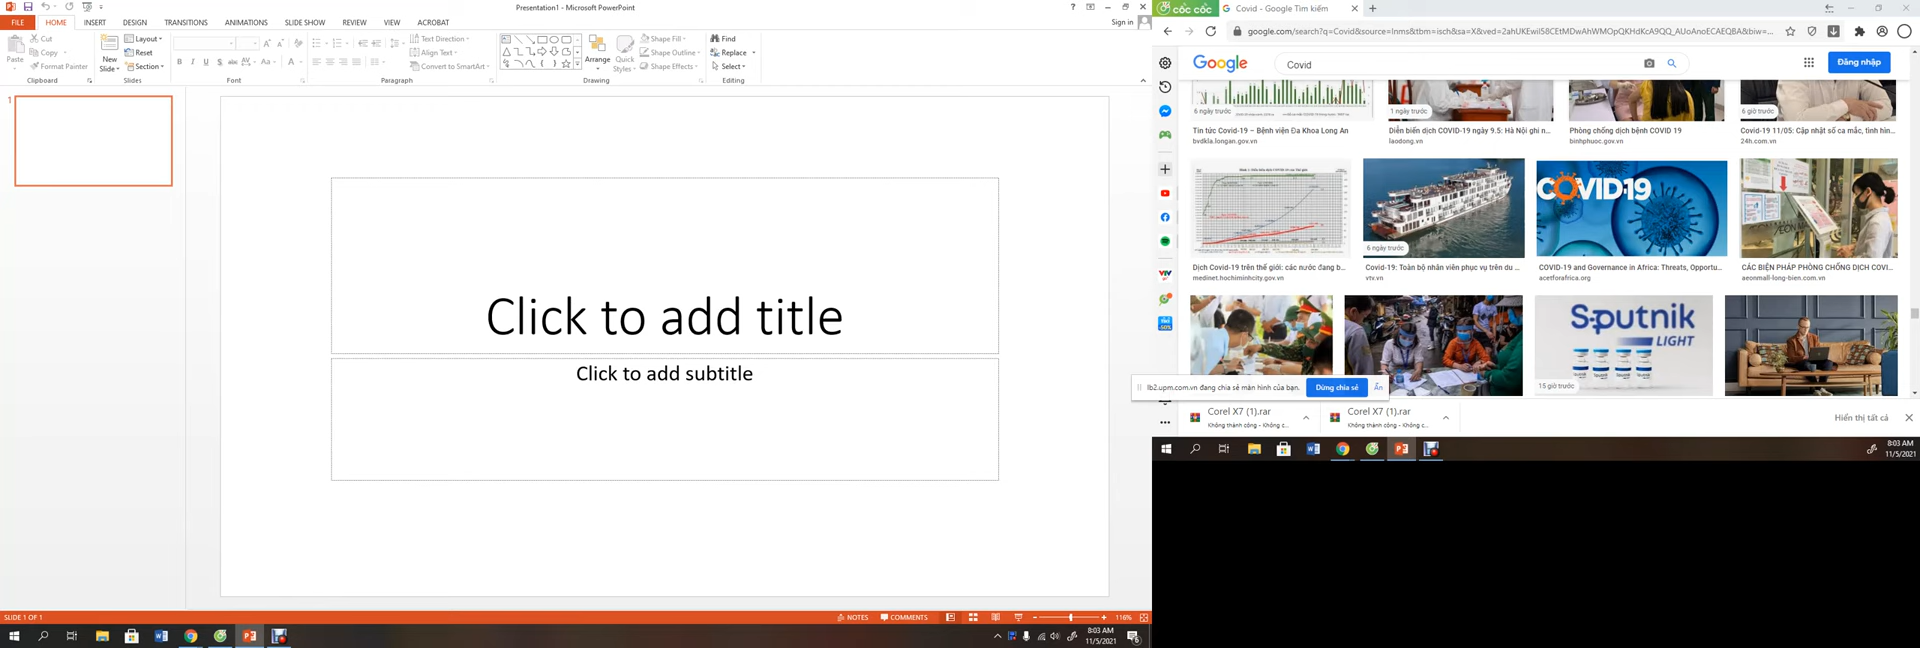 Presentation1 - Microsoft PowerPoint
FILE HOME INSERT DESIGN TRANSITIONS ANIMATIONS SLIDE SHOW REVIEW VIEW ACROBAT
Sign in
Cut
Copy
Format Painter
Paste
Clipboard
New Slide
Layout
Reset
Section
Slides
Font
Paragraph
Text Direction
Align Text
Convert to SmartArt
Arrange
Quick Styles
Shape Fill
Shape Outline
Shape Effects
Drawing
Find
Replace
Select
Editing
1
Click to add title
Click to add subtitle
SLIDE 1 OF 1
NOTES COMMENTS 116%
8:03 AM
11/5/2021
cốc cốc
Covid - Google Tìm kiếm
google.com/search?q=Covid&source=lnms&tbm=isch&sa=X&ved=2ahUKEwil58CEtMDwAhWMOpQKHdKcA9QQ_AUoAnoECAEQBA&biw=...
Google
Covid
Đăng nhập
6 ngày trước
1 ngày trước
6 giờ trước
Tin tức Covid-19 – Bệnh viện Đa Khoa Long An
bvdkla.longan.gov.vn
Diễn biến dịch COVID-19 ngày 9.5: Hà Nội ghi n...
laodong.vn
Phòng chống dịch bệnh COVID 19
binhphuoc.gov.vn
Covid-19 11/05: Cập nhật số ca mắc, tình hìn...
24h.com.vn
COVID-19
6 ngày trước
Dịch Covid-19 trên thế giới: các nước đang b...
medinet.hochiminhcity.gov.vn
Covid-19: Toàn bộ nhân viên phục vụ trên du ...
vtv.vn
COVID-19 and Governance in Africa: Threats, Opportu...
acetforafrica.org
CÁC BIỆN PHÁP PHÒNG CHỐNG DỊCH COVI...
aeonmall-long-bien.com.vn
VTV
Sputnik
LIGHT
15 giờ trước
lb2.upm.com.vn đang chia sẻ màn hình của bạn.
Dừng chia sẻ
Ẩn
Corel X7 (1).rar
Không thành công - Không c...
Corel X7 (1).rar
Không thành công - Không c...
Hiển thị tất cả
8:03 AM
11/5/2021